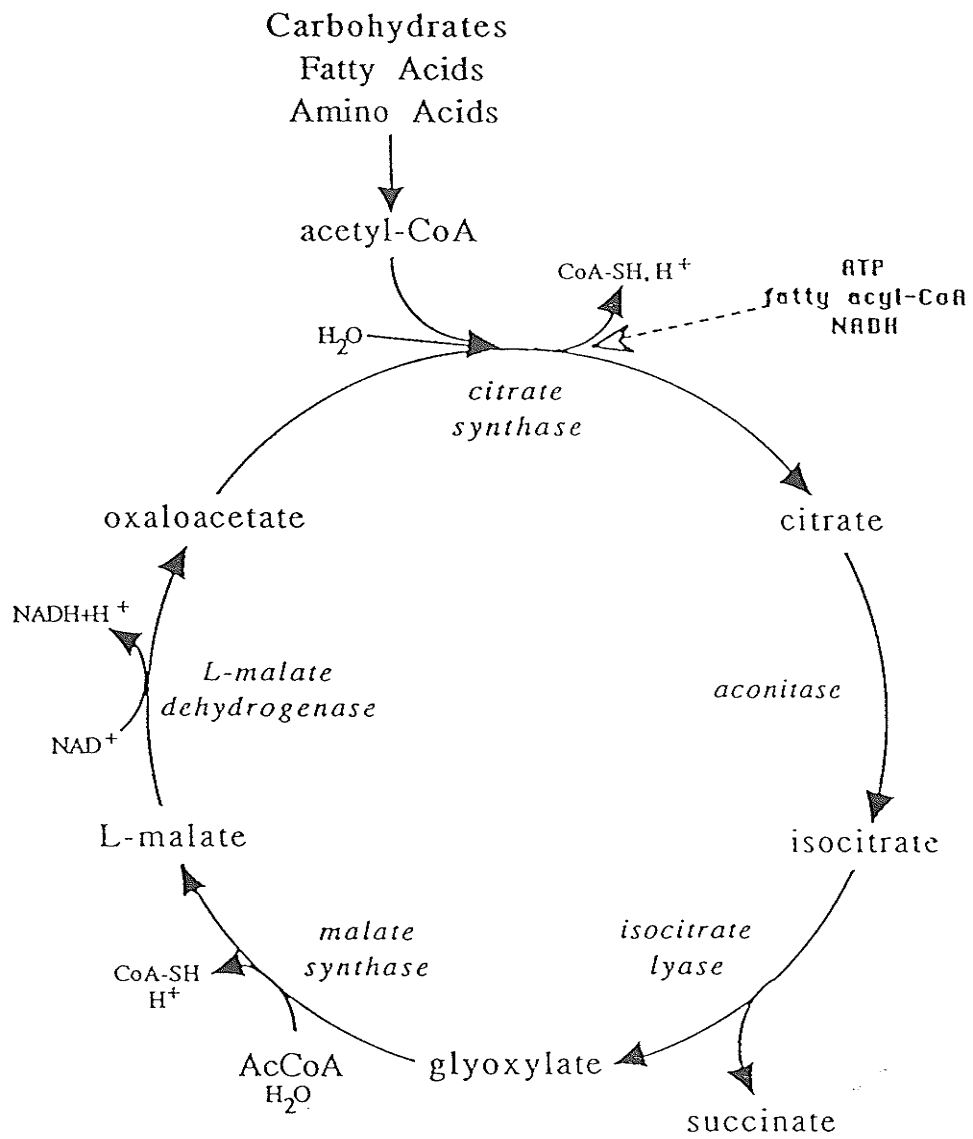 Carbohydrates
Fatty Acids
Amino Acids
acetyl-CoA
CoA-SH, H+
ATP
fatty acyl-CoA
NADH
H2O
citrate
synthase
oxaloacetate
citrate
NADH+H+
L-malate
dehydrogenase
aconitase
NAD+
L-malate
isocitrate
malate
synthase
isocitrate
lyase
CoA-SH
H+
AcCoA
H2O
glyoxylate
succinate